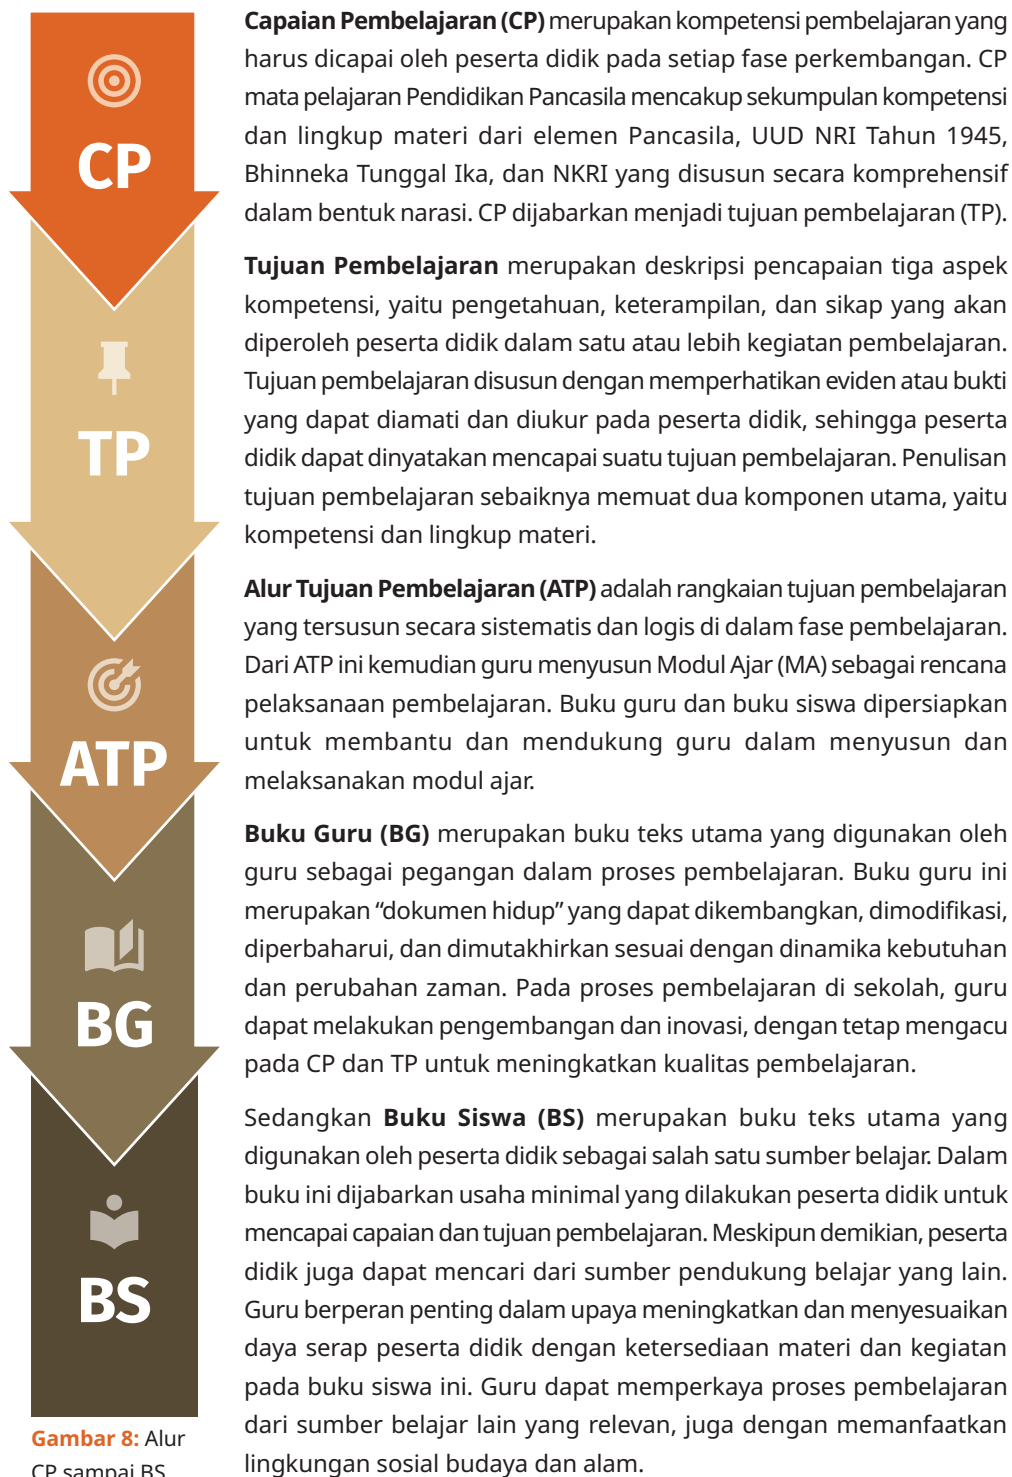 CP
TP
ATP
BG
BS
Gambar 8: Alur
CP sampai BS
Capaian Pembelajaran (CP) merupakan kompetensi pembelajaran yang
harus dicapai oleh peserta didik pada setiap fase perkembangan. CP
mata pelajaran Pendidikan Pancasila mencakup sekumpulan kompetensi
dan lingkup materi dari elemen Pancasila, UUD NRI Tahun 1945,
Bhinneka Tunggal Ika, dan NKRI yang disusun secara komprehensif
dalam bentuk narasi. CP dijabarkan menjadi tujuan pembelajaran (TP).
Tujuan Pembelajaran merupakan deskripsi pencapaian tiga aspek
kompetensi, yaitu pengetahuan, keterampilan, dan sikap yang akan
diperoleh peserta didik dalam satu atau lebih kegiatan pembelajaran.
Tujuan pembelajaran disusun dengan memperhatikan eviden atau bukti
yang dapat diamati dan diukur pada peserta didik, sehingga peserta
didik dapat dinyatakan mencapai suatu tujuan pembelajaran. Penulisan
tujuan pembelajaran sebaiknya memuat dua komponen utama, yaitu
kompetensi dan lingkup materi.
Alur Tujuan Pembelajaran (ATP) adalah rangkaian tujuan pembelajaran
yang tersusun secara sistematis dan logis di dalam fase pembelajaran.
Dari ATP ini kemudian guru menyusun Modul Ajar (MA) sebagai rencana
pelaksanaan pembelajaran. Buku guru dan buku siswa dipersiapkan
untuk membantu dan mendukung guru dalam menyusun dan
melaksanakan modul ajar.
Buku Guru (BG) merupakan buku teks utama yang digunakan oleh
guru sebagai pegangan dalam proses pembelajaran. Buku guru ini
merupakan “dokumen hidup” yang dapat dikembangkan, dimodifikasi,
diperbaharui, dan dimutakhirkan sesuai dengan dinamika kebutuhan
dan perubahan zaman. Pada proses pembelajaran di sekolah, guru
dapat melakukan pengembangan dan inovasi, dengan tetap mengacu
pada CP dan TP untuk meningkatkan kualitas pembelajaran.
Sedangkan Buku Siswa (BS) merupakan buku teks utama yang
digunakan oleh peserta didik sebagai salah satu sumber belajar. Dalam
buku ini dijabarkan usaha minimal yang dilakukan peserta didik untuk
mencapai capaian dan tujuan pembelajaran. Meskipun demikian, peserta
didik juga dapat mencari dari sumber pendukung belajar yang lain.
Guru berperan penting dalam upaya meningkatkan dan menyesuaikan
daya serap peserta didik dengan ketersediaan materi dan kegiatan
pada buku siswa ini. Guru dapat memperkaya proses pembelajaran
dari sumber belajar lain yang relevan, juga dengan memanfaatkan
lingkungan sosial budaya dan alam.